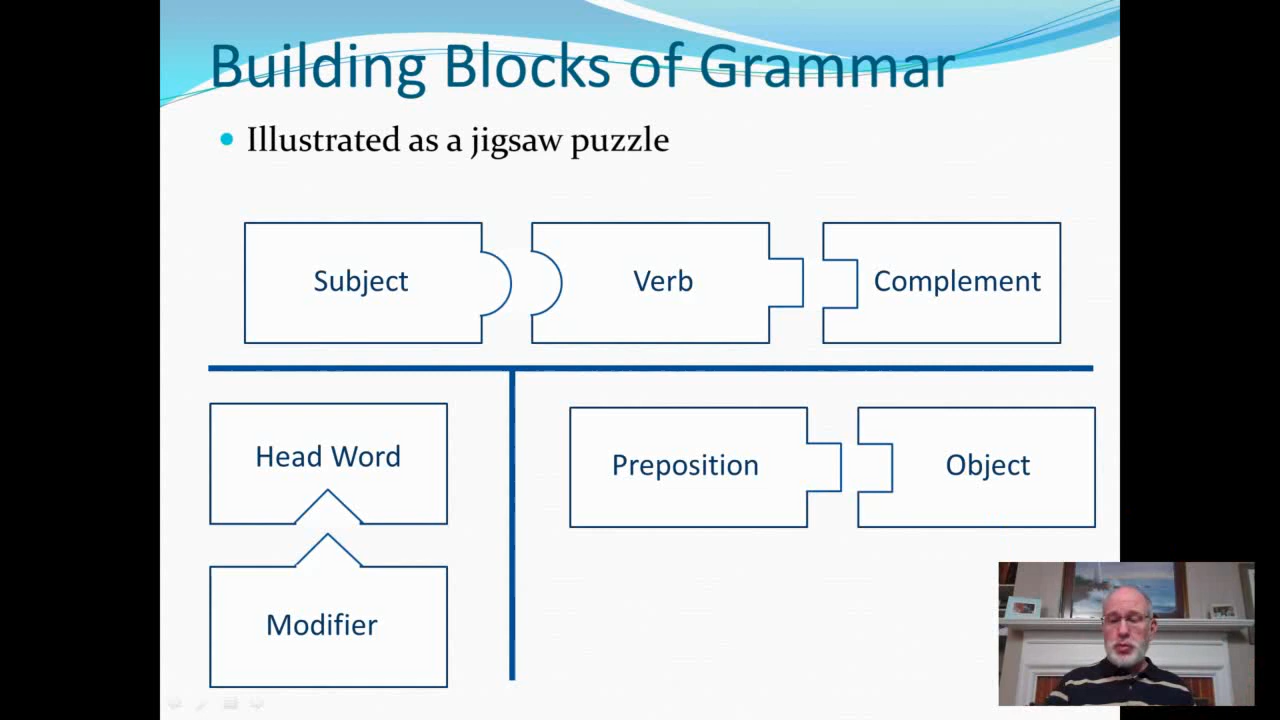 Building Blocks of Grammar
Illustrated as a jigsaw puzzle
Subject
Verb
Complement
Head Word
Preposition
Object
Modifier